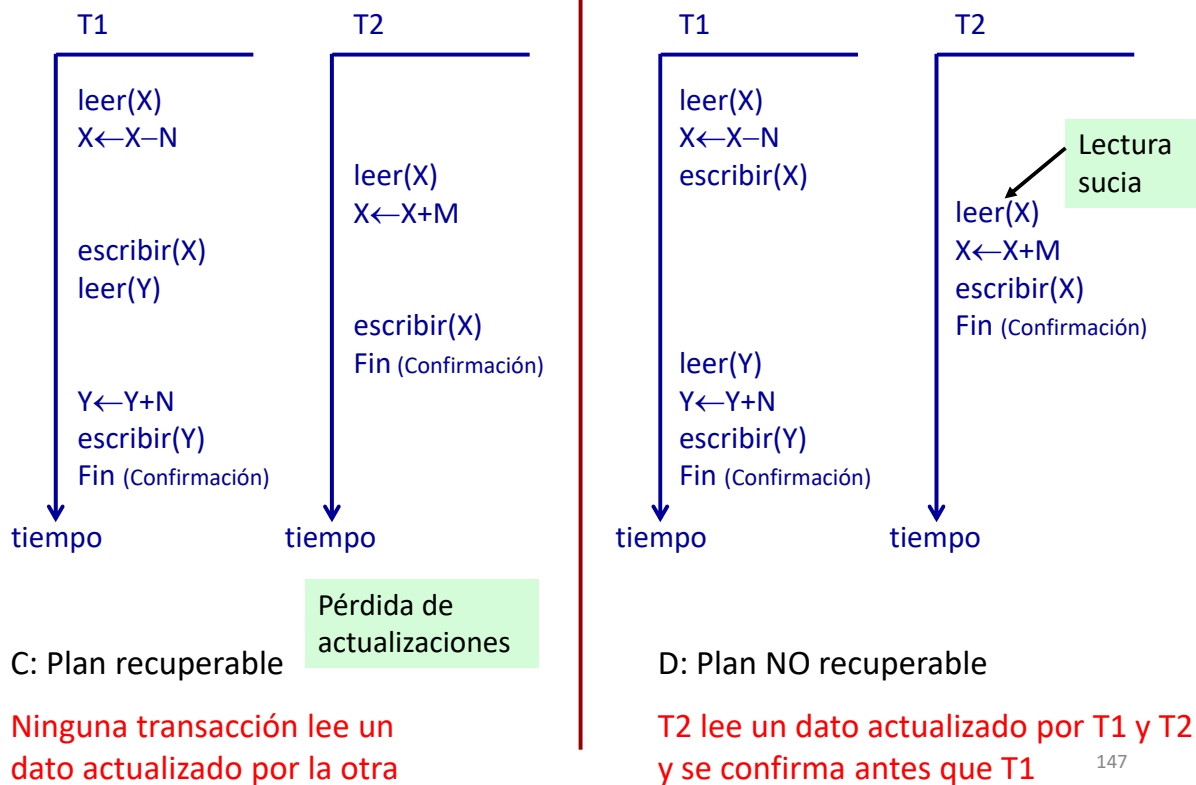 T1
T2
leer(X)
X←X−N
leer(X)
X←X+M
escribir(X)
leer(Y)
escribir(X)
Fin (Confirmación)
Y←Y+N
escribir(Y)
Fin (Confirmación)
tiempo
tiempo
Pérdida de
actualizaciones
C: Plan recuperable
Ninguna transacción lee un
dato actualizado por la otra
T1
T2
leer(X)
X←X−N
escribir(X)
Lectura
sucia
leer(X)
X←X+M
escribir(X)
Fin (Confirmación)
leer(Y)
Y←Y+N
escribir(Y)
Fin (Confirmación)
tiempo
tiempo
D: Plan NO recuperable
T2 lee un dato actualizado por T1 y T2
y se confirma antes que T1
147